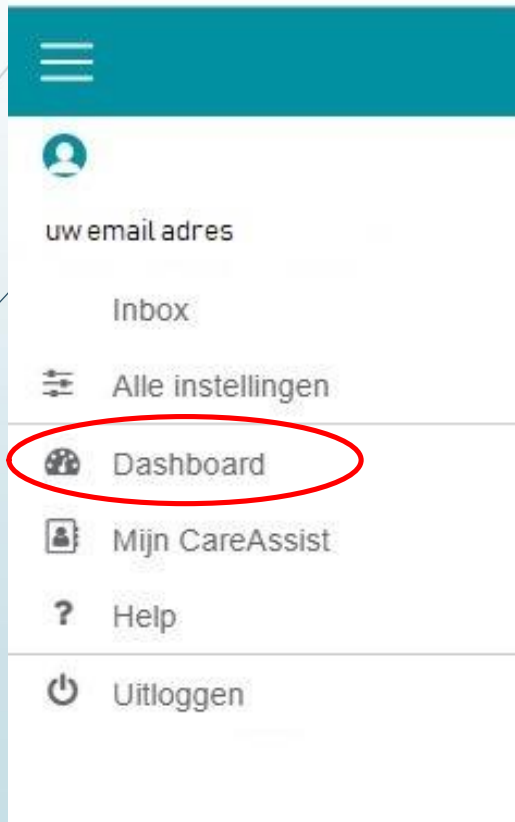 uw email adres
Inbox
Alle instellingen
Dashboard
Mijn CareAssist
? Help
Uitloggen